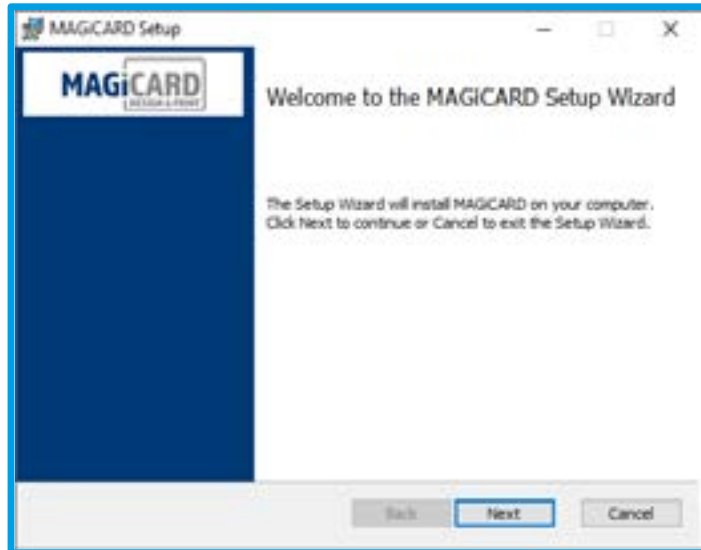 MAGiCARD Setup
MAGiCARD
DESIGN & PRINT
Welcome to the MAGiCARD Setup Wizard
The Setup Wizard will install MAGiCARD on your computer.
Click Next to continue or Cancel to exit the Setup Wizard.
Back Next Cancel